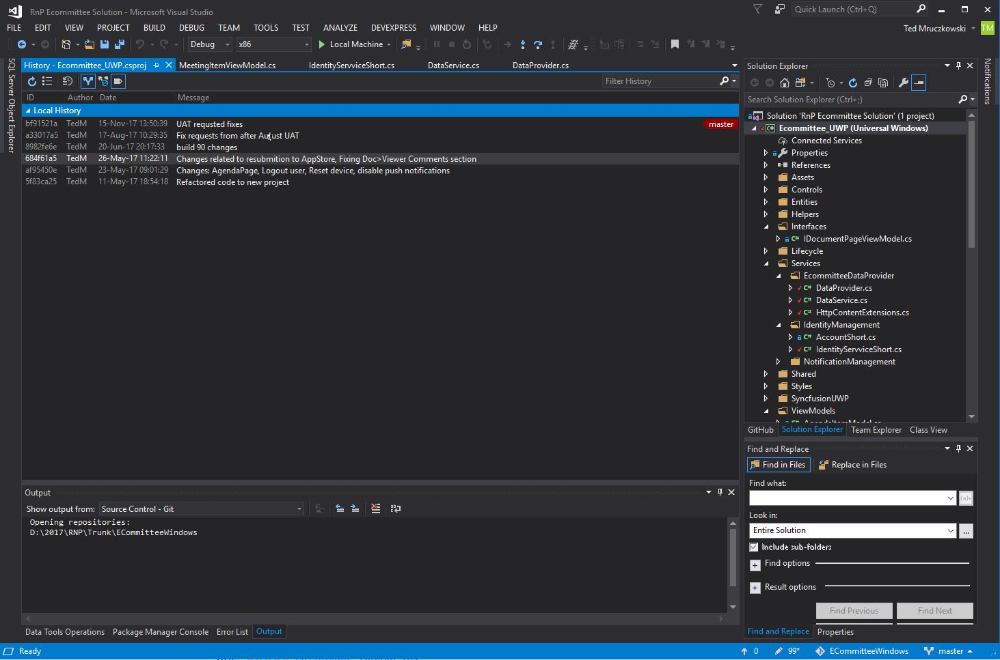 RnP Ecommittee Solution - Microsoft Visual Studio
Quick Launch (Ctrl+Q)
FILE EDIT VIEW PROJECT BUILD DEBUG TEAM TOOLS TEST ANALYZE DEVEXPRESS WINDOW HELP
Ted Mruczkowski TM
Debug x86 Local Machine
SQL Server Object Explorer
History - Ecommittee_UWP.csproj MeetingItemViewModel.cs IdentityServviceShort.cs DataService.cs DataProvider.cs
Filter History
ID Author Date Message
Local History
bf91521a TedM 15-Nov-17 13:50:39 UAT requsted fixes master
a33017a5 TedM 17-Aug-17 10:29:35 Fix requests from after August UAT
8982fe6e TedM 20-Jun-17 20:17:33 build 90 changes
684f61a5 TedM 26-May-17 11:22:11 Changes related to resubmition to AppStore, Fixing Doc>Viewer Comments section
af95450e TedM 23-May-17 09:01:29 Changes: AgendaPage, Logout user, Reset device, disable push notifications
5f83ca25 TedM 11-May-17 18:54:18 Refactored code to new project
Solution Explorer
Notifications
Search Solution Explorer (Ctrl+;)
Solution 'RnP Ecommittee Solution' (1 project)
C# Ecommittee_UWP (Universal Windows)
Connected Services
Properties
References
Assets
Controls
Entities
Helpers
Interfaces
C# IDocumentPageViewModel.cs
Lifecycle
Services
EcommitteeDataProvider
C# DataProvider.cs
C# DataService.cs
C# HttpContentExtensions.cs
IdentityManagement
C# AccountShort.cs
C# IdentityServviceShort.cs
NotificationManagement
Shared
Styles
SyncfusionUWP
ViewModels
C# AgendaItemModel.cs
GitHub Solution Explorer Team Explorer Class View
Find and Replace
Find in Files Replace in Files
Find what:
(a)+
Look in:
Entire Solution ...
Include sub-folders
+ Find options
+ Result options
Find Previous Find Next
Find and Replace Properties
Output
Show output from: Source Control - Git
Opening repositories:
D:\2017\RNP\Trunk\ECommitteeWindows
Data Tools Operations Package Manager Console Error List Output
Ready
0 99* ECommitteeWindows master